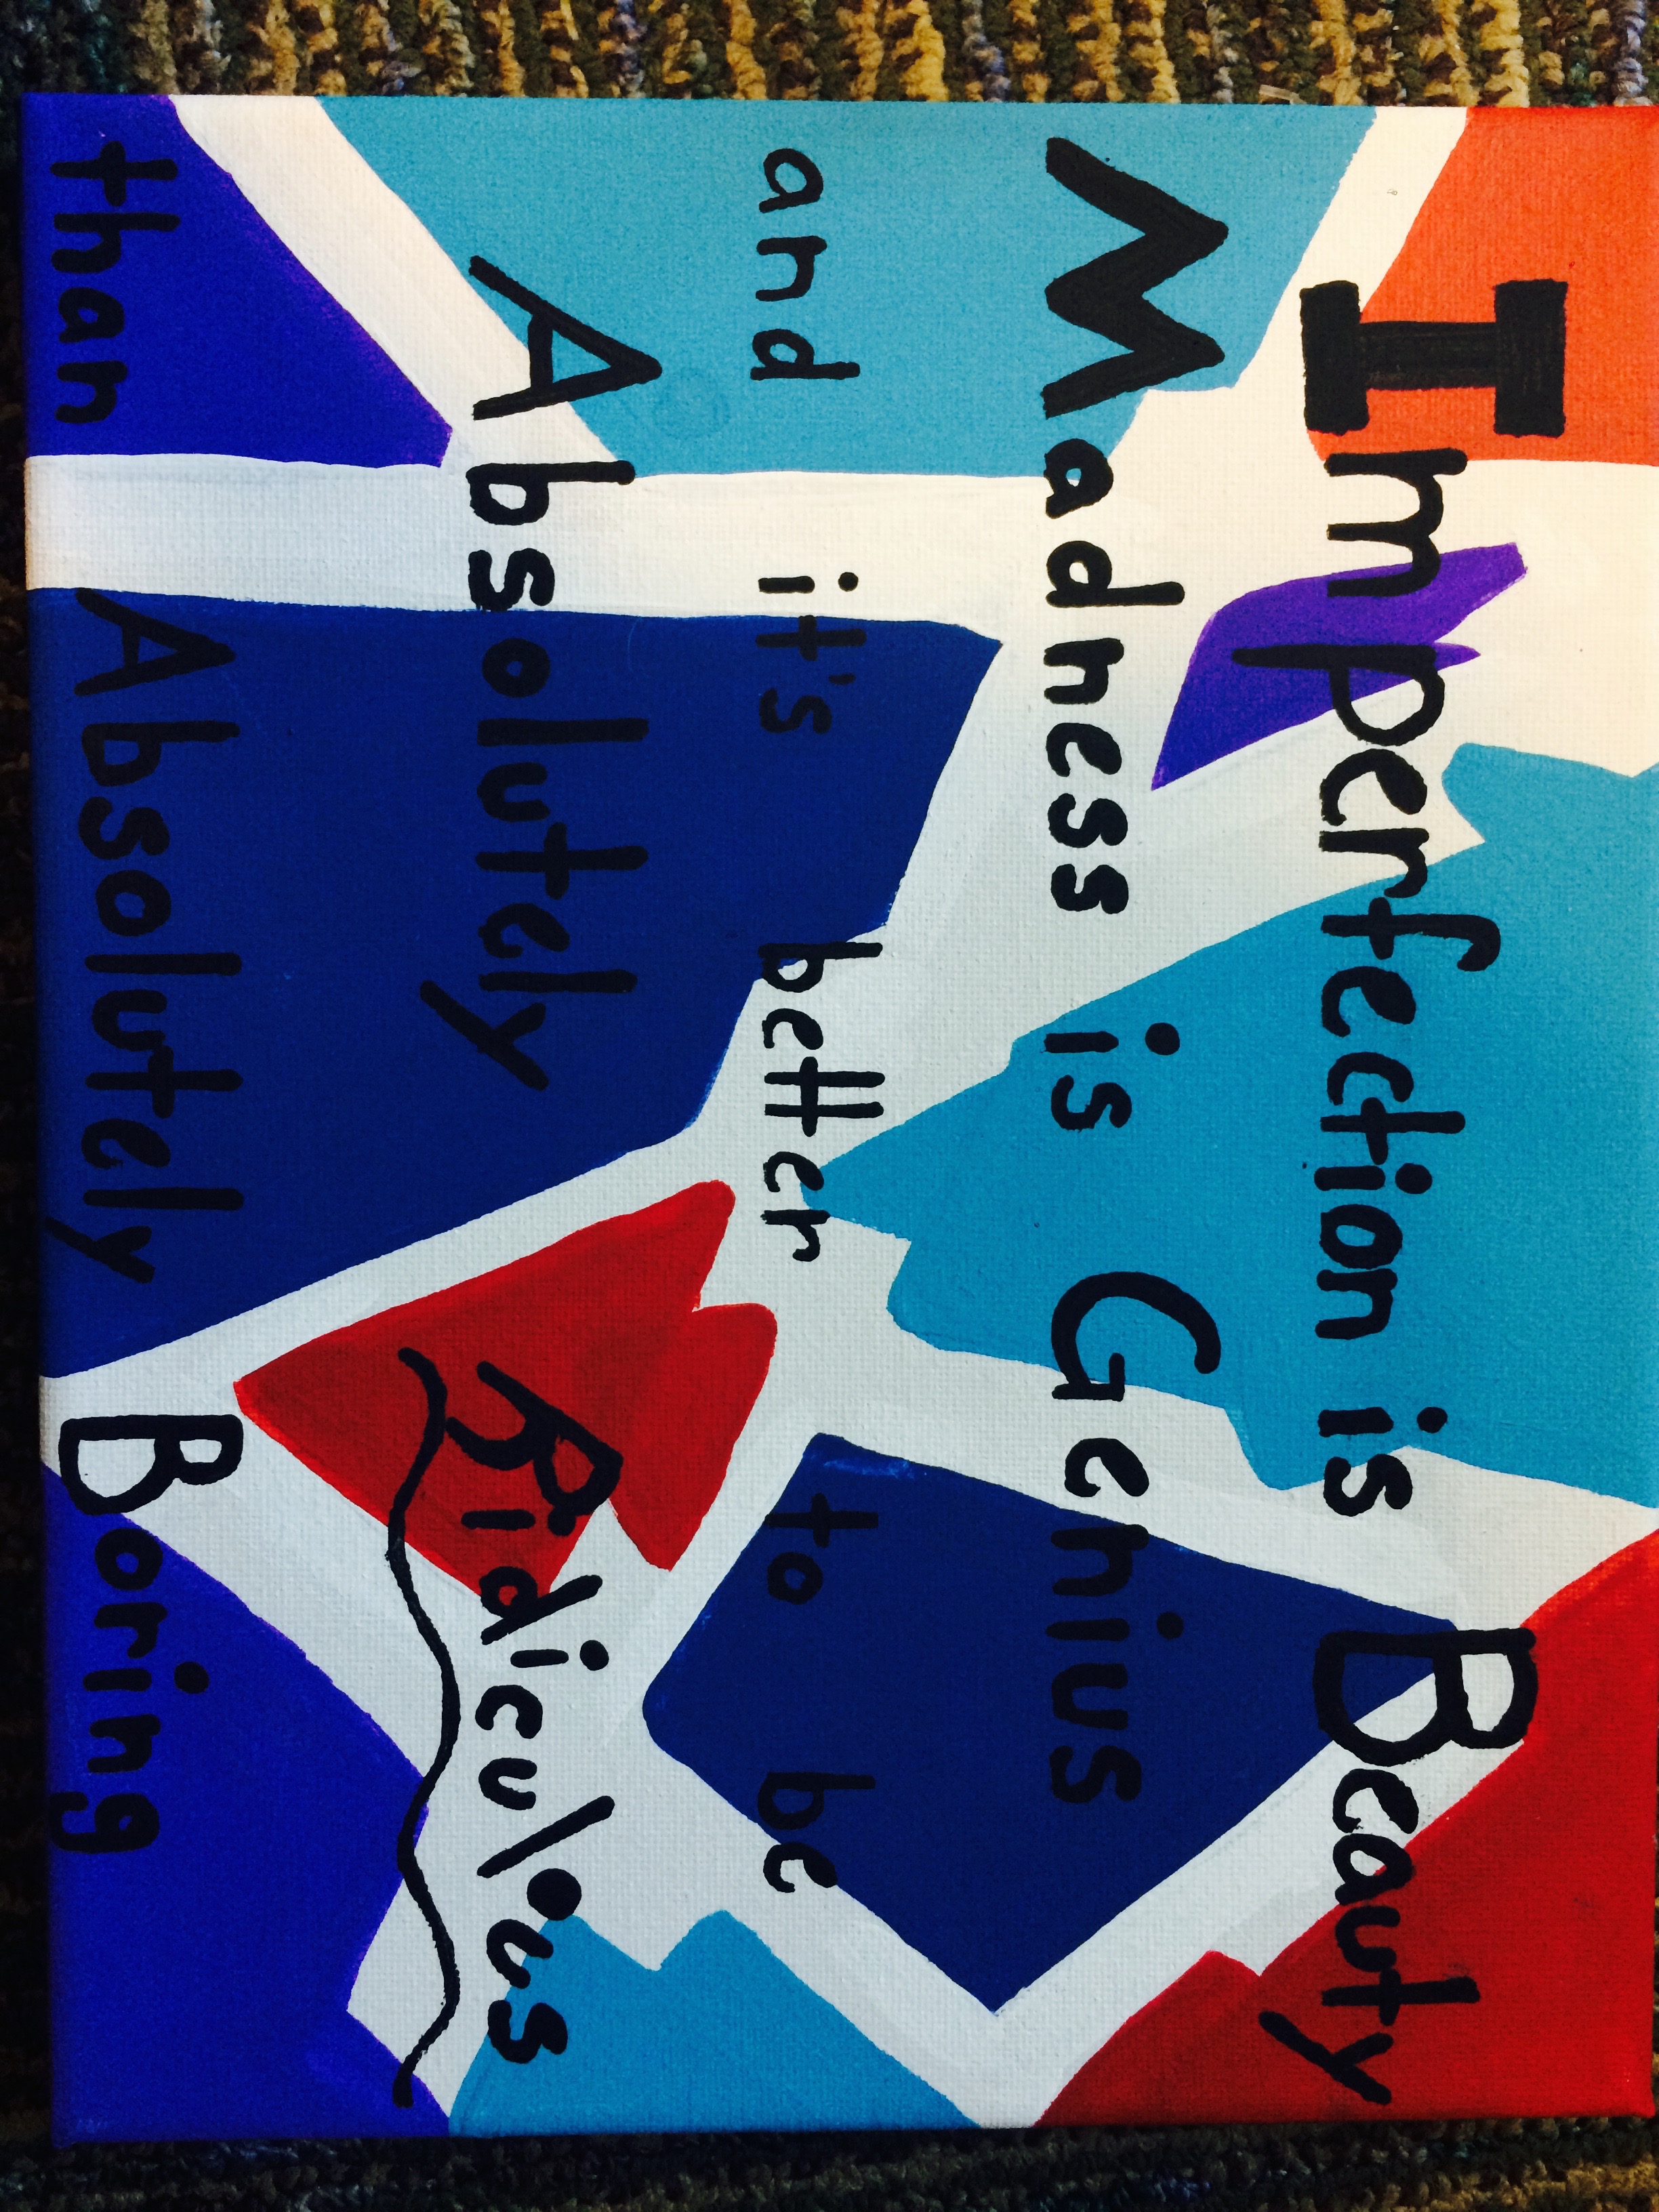 Imperfection is Beauty
Madness is Genius
and it's better to be
Absolutely Ridiculous
than
Absolutely Boring